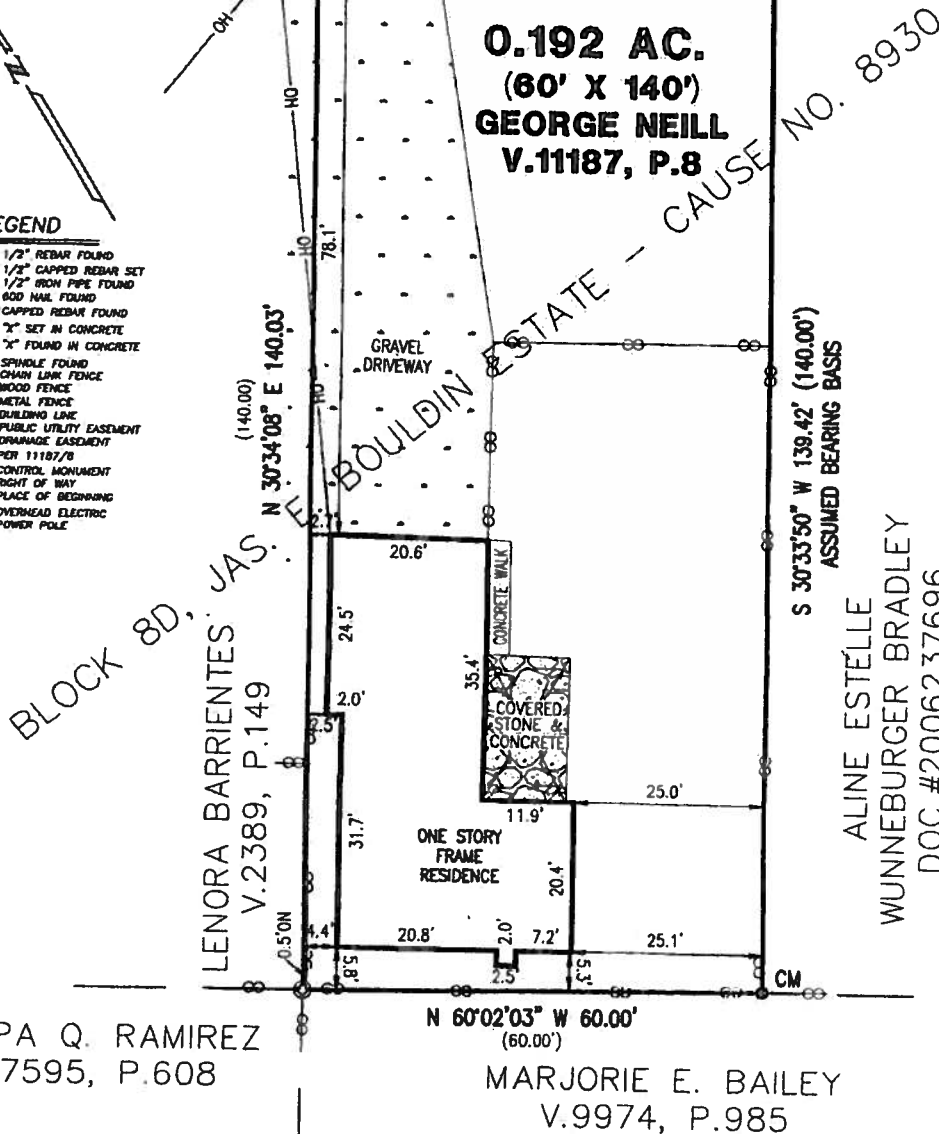 N
OH
0.192 AC.
(60' X 140')
GEORGE NEILL
V.11187, P.8
BLOCK 8D, JAS. E. BOULDIN ESTATE - CAUSE NO. 8930
EGEND
1/2" REBAR FOUND
1/2" CAPPED REBAR SET
1/2" IRON PIPE FOUND
60D NAIL FOUND
CAPPED REBAR FOUND
"X" SET IN CONCRETE
"X" FOUND IN CONCRETE
SPINDLE FOUND
CHAIN LINK FENCE
WOOD FENCE
METAL FENCE
BUILDING LINE
PUBLIC UTILITY EASEMENT
DRAINAGE EASEMENT
PER 11187/8
CONTROL MONUMENT
RIGHT OF WAY
PLACE OF BEGINNING
OVERHEAD ELECTRIC
POWER POLE
HO
HO
HO
78.1'
GRAVEL
DRIVEWAY
(140.00)
N 30°34'08" E 140.03'
S 30°33'50" W 139.42' (140.00')
ASSUMED BEARING BASIS
2.7'
20.6'
CONCRETE WALK
24.5'
35.4'
2.0'
2.5'
COVERED
STONE &
CONCRETE
25.0'
11.9'
31.7'
ONE STORY
FRAME
RESIDENCE
20.4'
LENORA BARRIENTES
V.2389, P.149
ALINE ESTELLE
WUNNEBURGER BRADLEY
DOC #2006237696
0.5'ON
4.4'
20.8'
2.0'
7.2'
25.1'
5.8'
2.5
5.3'
CM
N 60°02'03" W 60.00'
(60.00')
PA Q. RAMIREZ
7595, P.608
MARJORIE E. BAILEY
V.9974, P.985